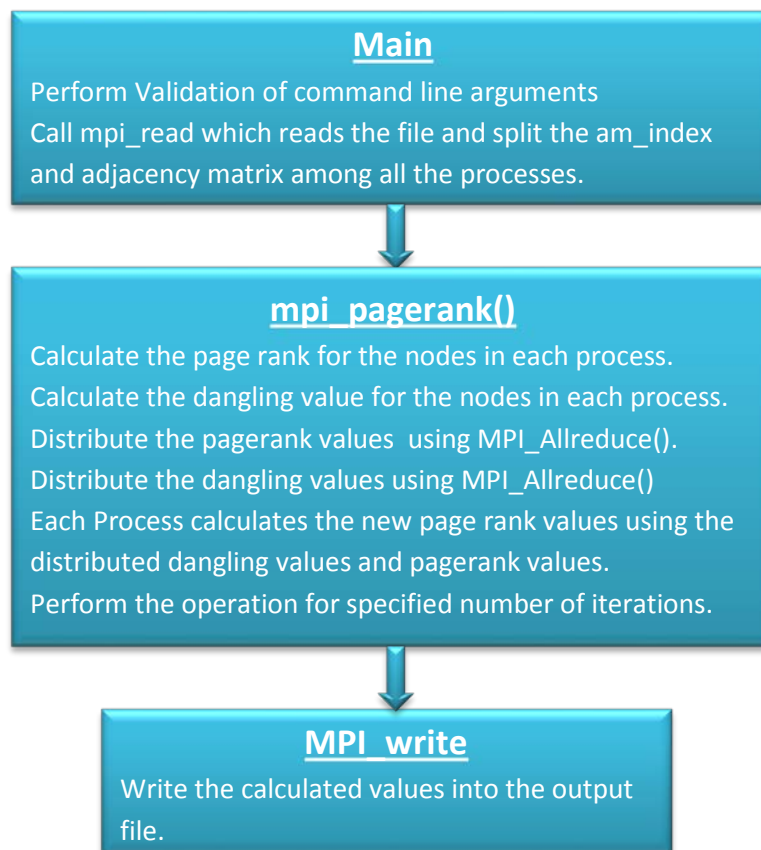 Main
Perform Validation of command line arguments
Call mpi_read which reads the file and split the am_index
and adjacency matrix among all the processes.
mpi_pagerank()
Calculate the page rank for the nodes in each process.
Calculate the dangling value for the nodes in each process.
Distribute the pagerank values  using MPI_Allreduce().
Distribute the dangling values using MPI_Allreduce()
Each Process calculates the new page rank values using the
distributed dangling values and pagerank values.
Perform the operation for specified number of iterations.
MPI_write
Write the calculated values into the output
file.